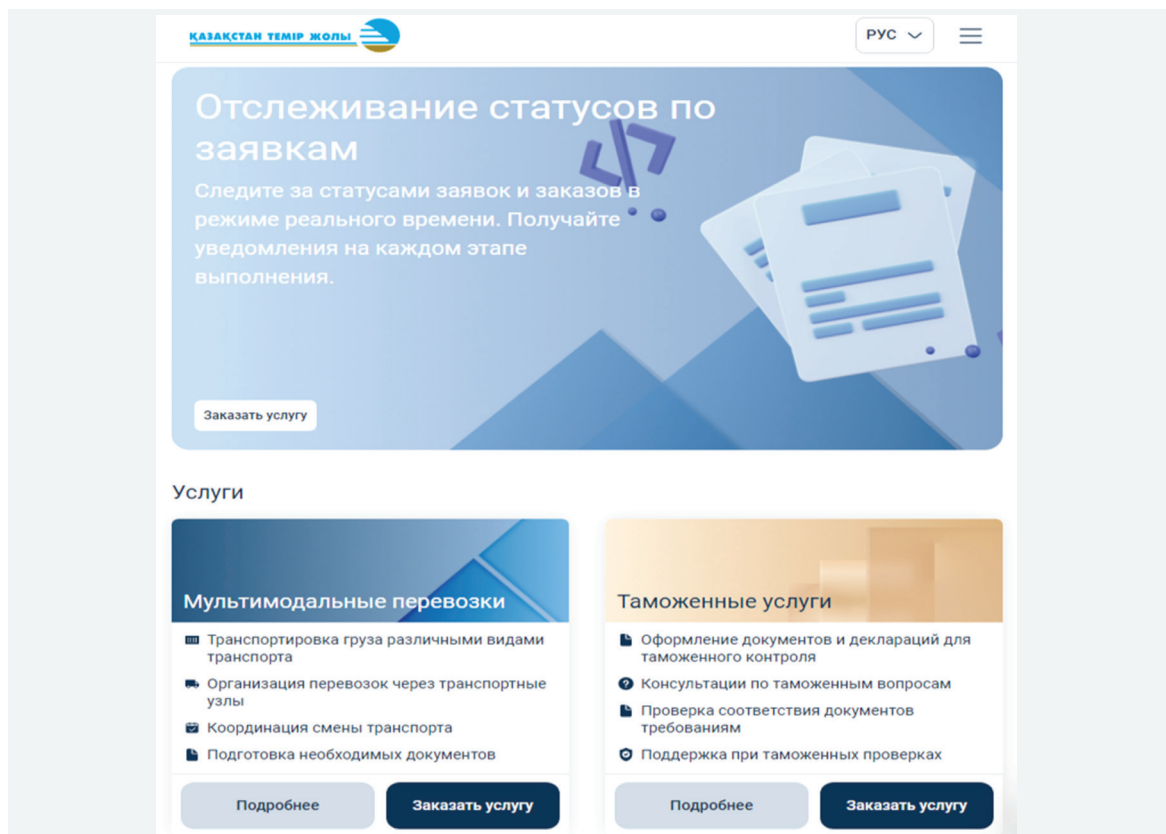 ҚАЗАҚСТАН ТЕМІР ЖОЛЫ
РУС
Отслеживание статусов по
заявкам
Следите за статусами заявок и заказов в
режиме реального времени. Получайте
уведомления на каждом этапе
выполнения.
Заказать услугу
Услуги
Мультимодальные перевозки
Транспортировка груза различными видами
транспорта
Организация перевозок через транспортные
узлы
Координация смены транспорта
Подготовка необходимых документов
Подробнее
Заказать услугу
Таможенные услуги
Оформление документов и деклараций для
таможенного контроля
Консультации по таможенным вопросам
Проверка соответствия документов
требованиям
Поддержка при таможенных проверках
Подробнее
Заказать услугу